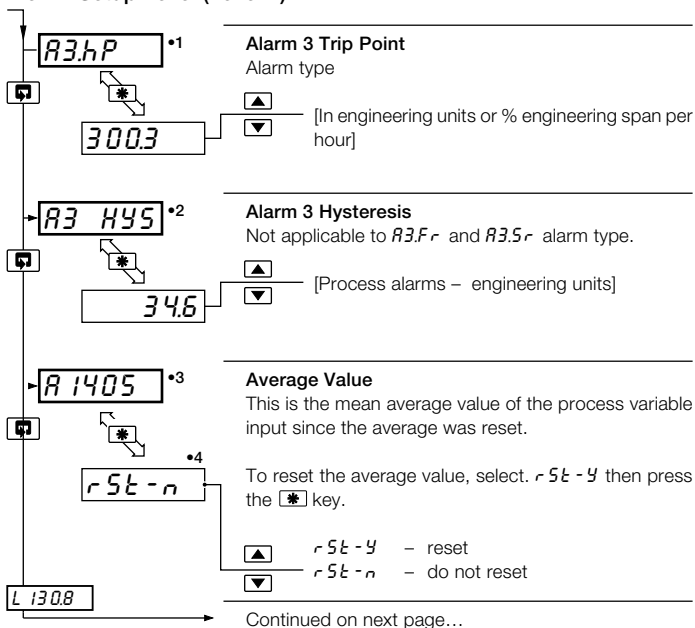 A3.hP •1
Alarm 3 Trip Point
Alarm type
[In engineering units or % engineering span per
hour]
300.3
A3 HYS •2
Alarm 3 Hysteresis
Not applicable to A3.Fr and A3.Sr alarm type.
[Process alarms – engineering units]
34.6
A 140.5 •3
Average Value
This is the mean average value of the process variable
input since the average was reset.
•4
rSt-n
To reset the average value, select. rSt-Y then press
the * key.
rSt-Y – reset
rSt-n – do not reset
L 130.8
Continued on next page…